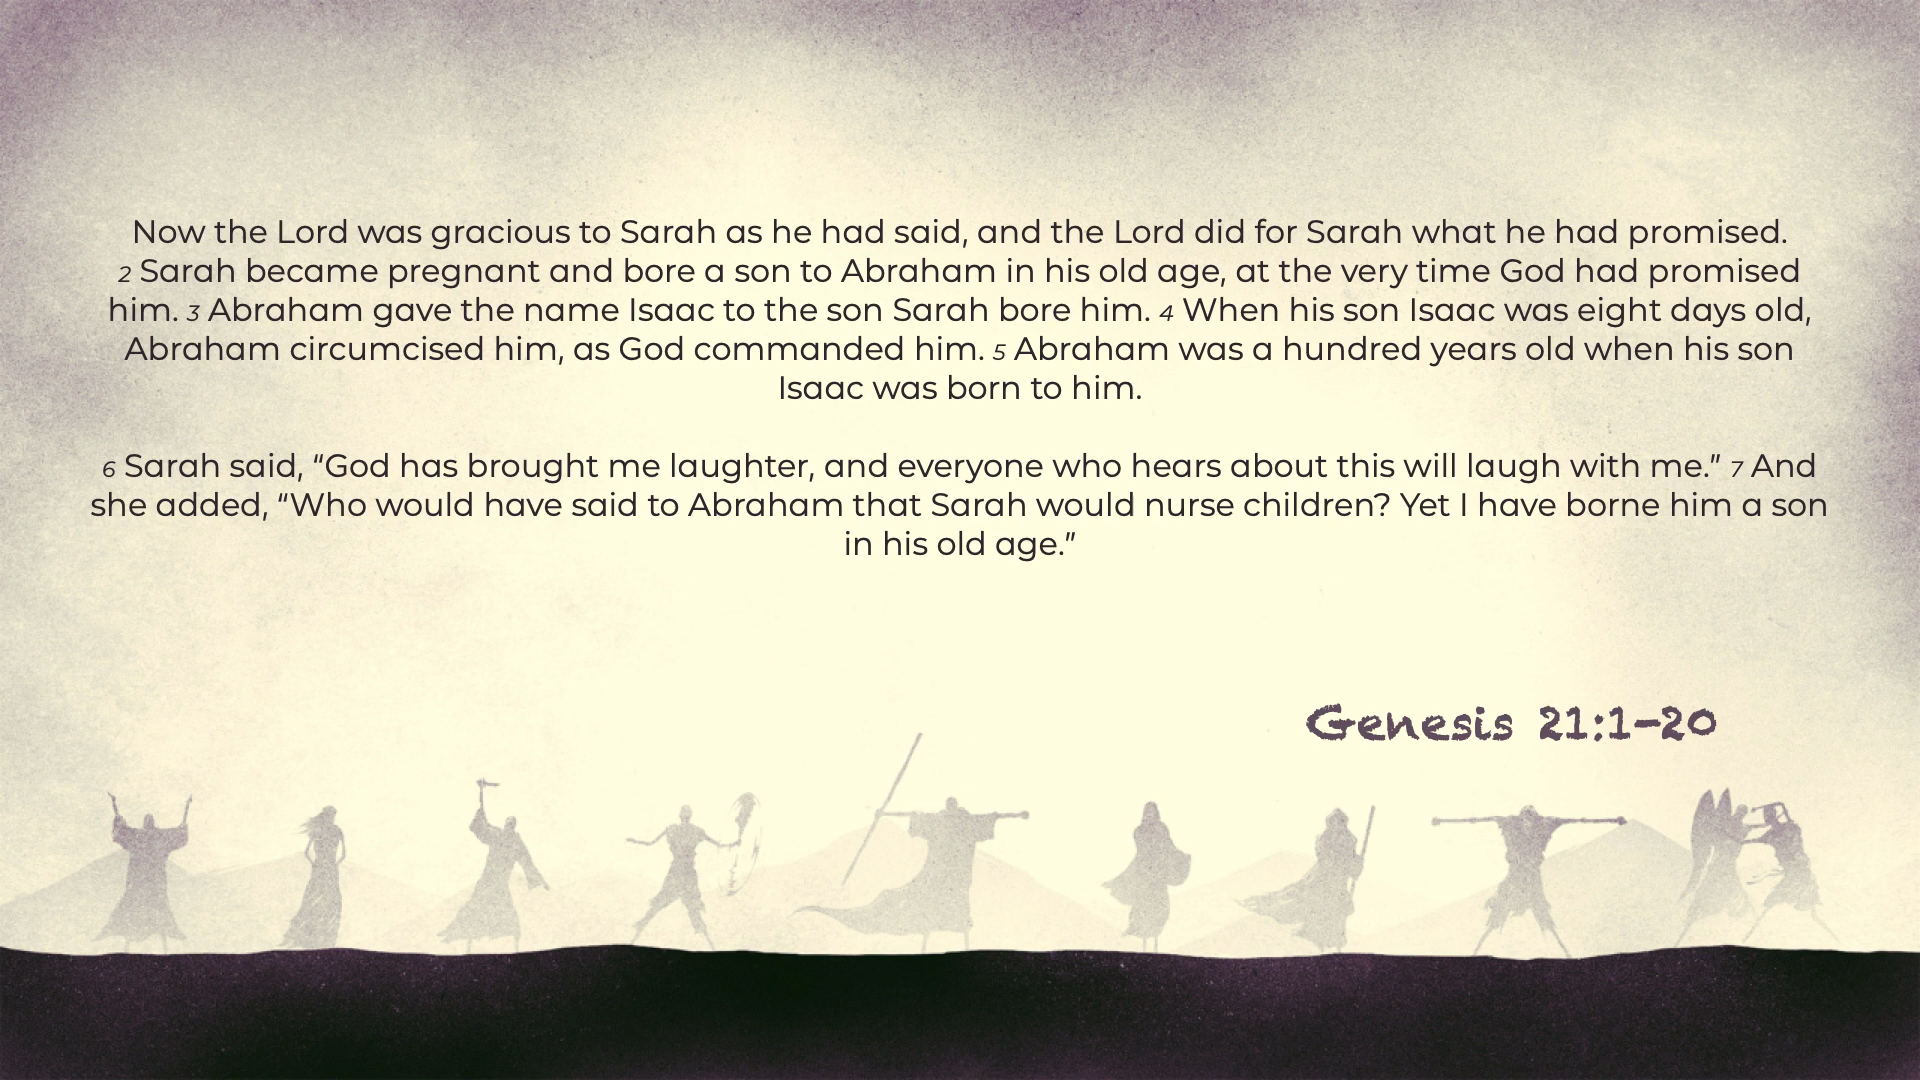 Now the Lord was gracious to Sarah as he had said, and the Lord did for Sarah what he had promised.
2 Sarah became pregnant and bore a son to Abraham in his old age, at the very time God had promised
him. 3 Abraham gave the name Isaac to the son Sarah bore him. 4 When his son Isaac was eight days old,
Abraham circumcised him, as God commanded him. 5 Abraham was a hundred years old when his son
Isaac was born to him.
6 Sarah said, “God has brought me laughter, and everyone who hears about this will laugh with me.” 7 And
she added, “Who would have said to Abraham that Sarah would nurse children? Yet I have borne him a son
in his old age.”
Genesis 21:1-20